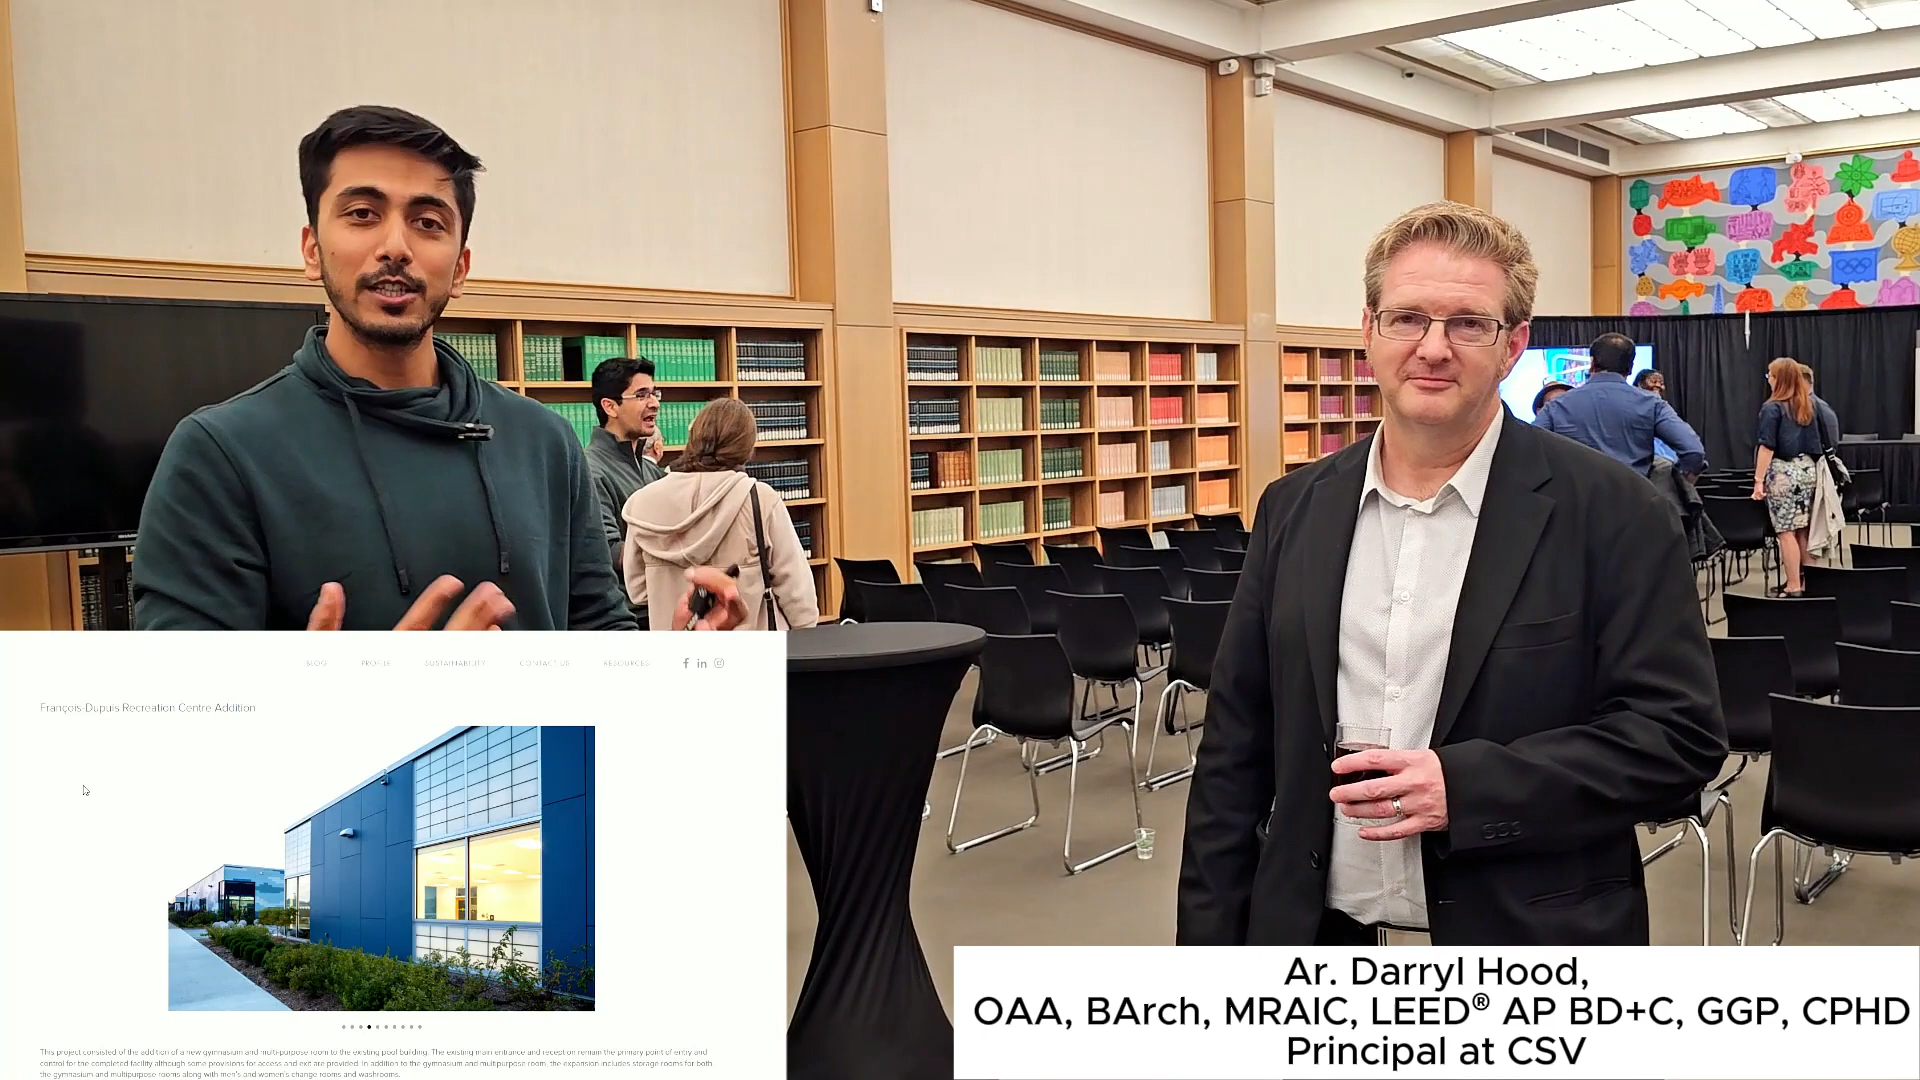 BLOG PROFILE SUSTAINABILITY CONTACT US RESOURCES
François-Dupuis Recreation Centre Addition
This project consisted of the addition of a new gymnasium and multi-purpose room to the existing pool building. The existing main entrance and reception remain the primary point of entry and
control for the completed facility although some provisions for access and exit are provided. In addition to the gymnasium and multipurpose room, the expansion includes storage rooms for both
the gymnasium and multipurpose rooms along with men's and women's change rooms and washrooms.
Ar. Darryl Hood,
OAA, BArch, MRAIC, LEED® AP BD+C, GGP, CPHD
Principal at CSV